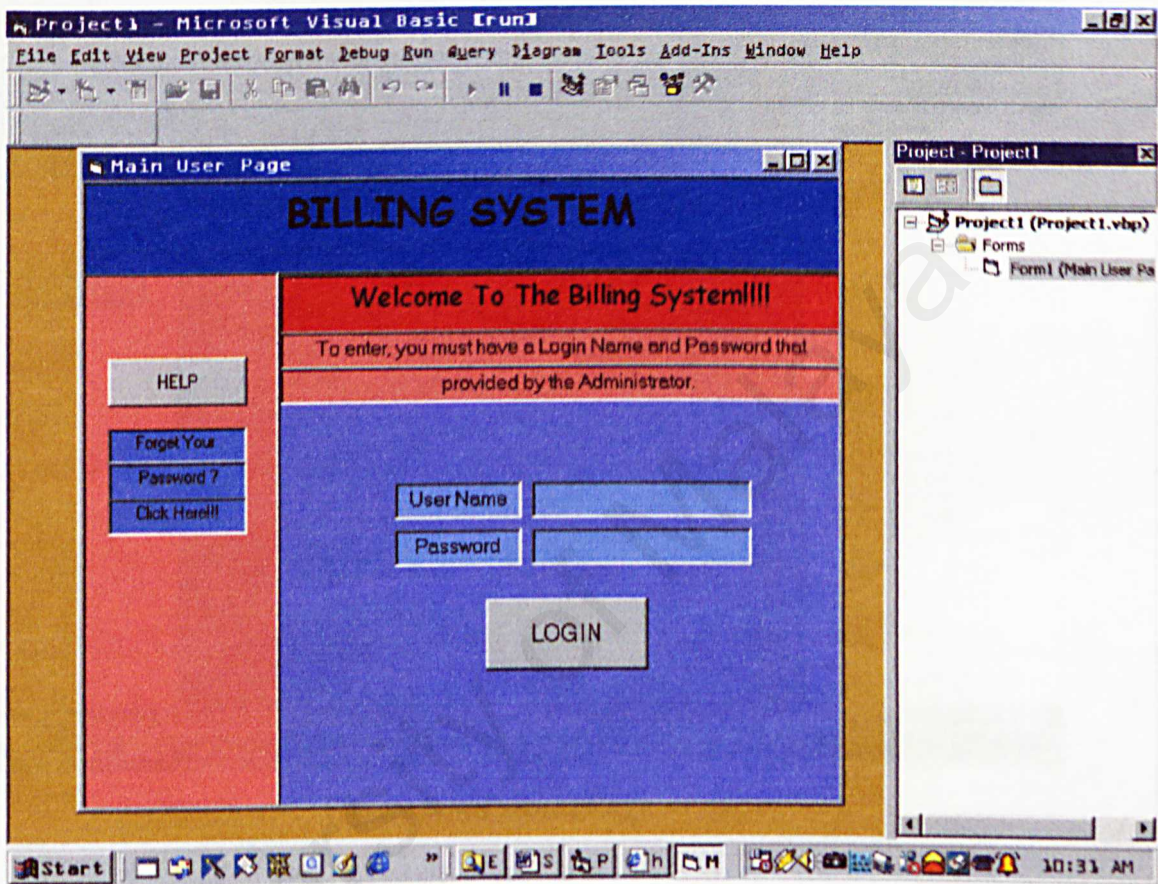 Project1 - Microsoft Visual Basic [run]
File Edit View Project Format Debug Run Query Diagram Tools Add-Ins Window Help
Main User Page
BILLING SYSTEM
Welcome To The Billing System!!!!
To enter, you must have a Login Name and Password that
provided by the Administrator.
HELP
Forget Your
Password ?
Click Here!!!
User Name
Password
LOGIN
Project - Project1
Project1 (Project1.vbp)
Forms
Form1 (Main User Pa
Start
E
S
P
h
M
10:31 AM